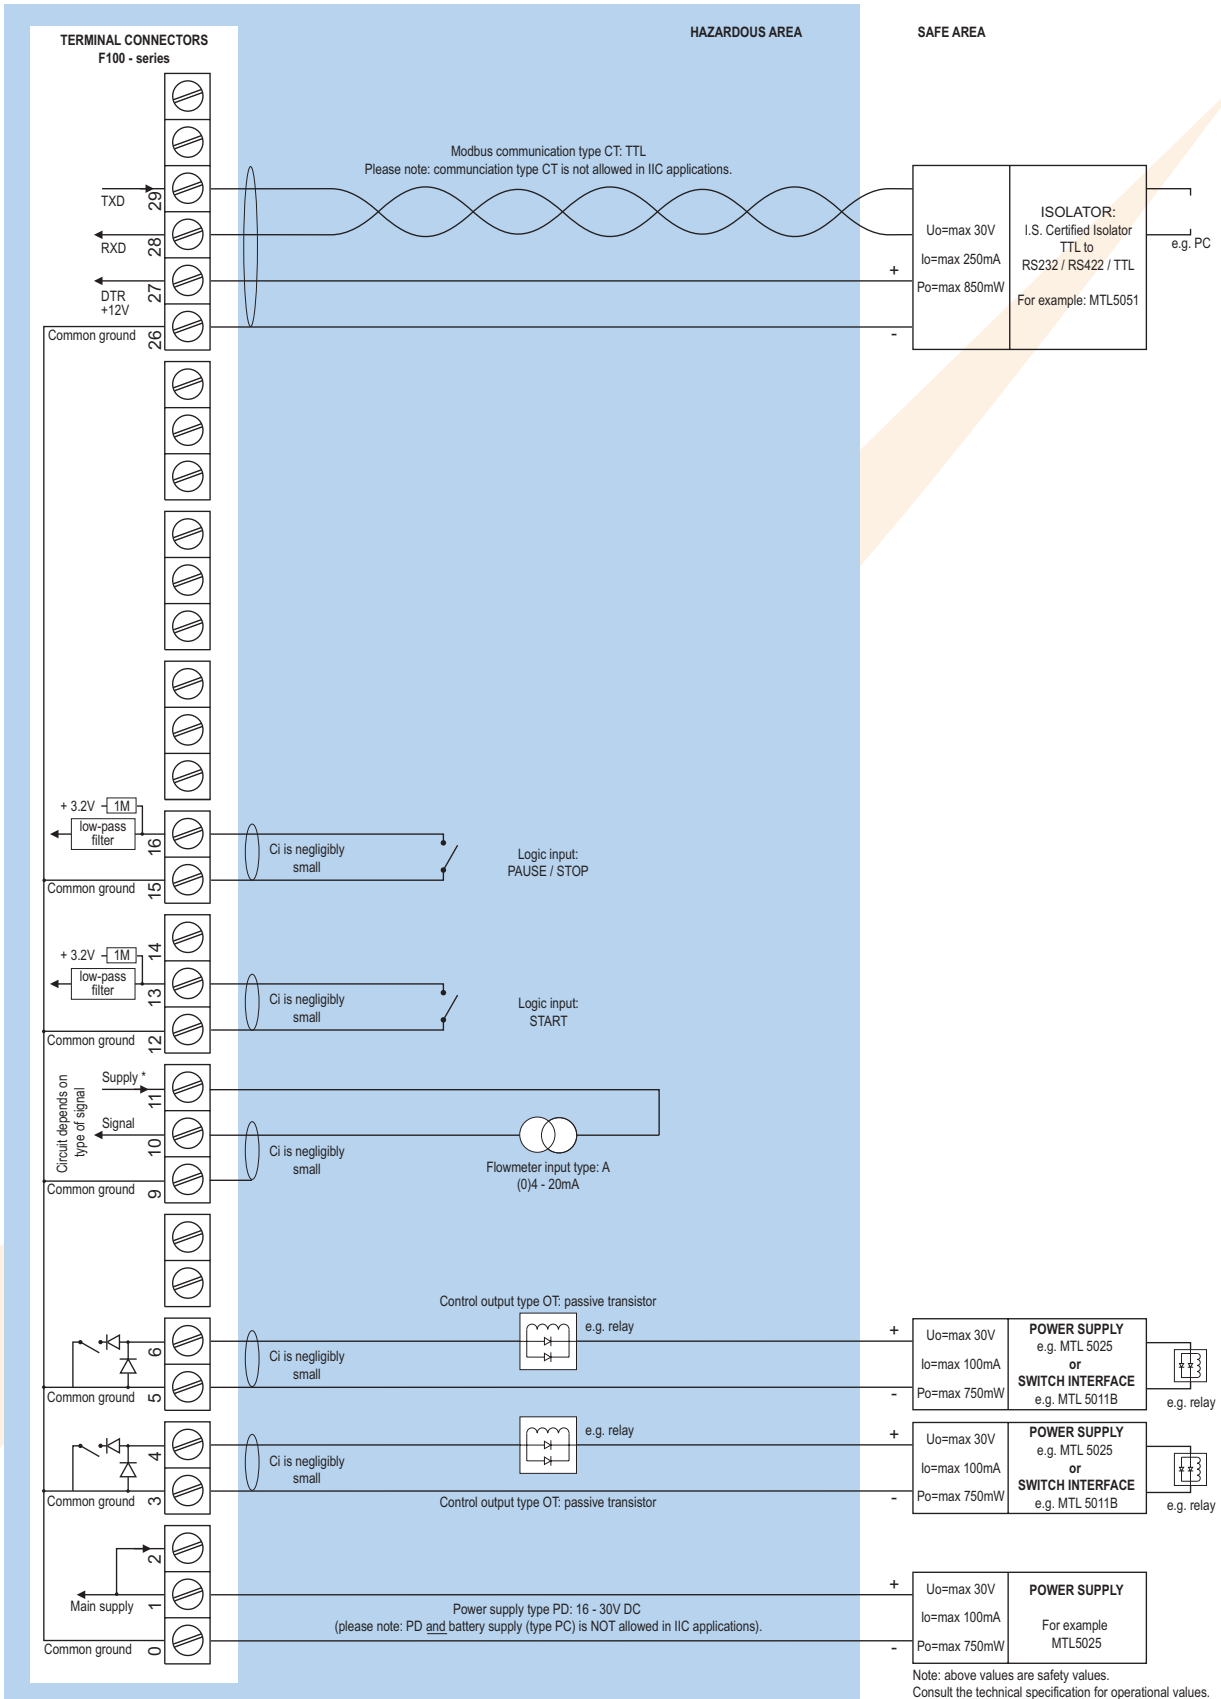 TERMINAL CONNECTORS
F100 - series
HAZARDOUS AREA
SAFE AREA
Modbus communication type CT: TTL
Please note: communciation type CT is not allowed in IIC applications.
TXD
29
RXD
28
DTR
+12V
27
Common ground
26
+
-
Uo=max 30V
Io=max 250mA
Po=max 850mW
ISOLATOR:
I.S. Certified Isolator
TTL to
RS232 / RS422 / TTL
For example: MTL5051
e.g. PC
+ 3.2V
1M
low-pass
filter
16
Common ground
15
Ci is negligibly
small
Logic input:
PAUSE / STOP
14
+ 3.2V
1M
low-pass
filter
13
Common ground
12
Ci is negligibly
small
Logic input:
START
Circuit depends on
type of signal
Supply *
11
Signal
10
Common ground
9
Ci is negligibly
small
Flowmeter input type: A
(0)4 - 20mA
Control output type OT: passive transistor
e.g. relay
6
Common ground
5
Ci is negligibly
small
+
-
Uo=max 30V
Io=max 100mA
Po=max 750mW
POWER SUPPLY
e.g. MTL 5025
or
SWITCH INTERFACE
e.g. MTL 5011B
e.g. relay
e.g. relay
4
Common ground
3
Ci is negligibly
small
Control output type OT: passive transistor
+
-
Uo=max 30V
Io=max 100mA
Po=max 750mW
POWER SUPPLY
e.g. MTL 5025
or
SWITCH INTERFACE
e.g. MTL 5011B
e.g. relay
2
Main supply
1
Common ground
0
Power supply type PD: 16 - 30V DC
(please note: PD and battery supply (type PC) is NOT allowed in IIC applications).
+
-
Uo=max 30V
Io=max 100mA
Po=max 750mW
POWER SUPPLY
For example
MTL5025
Note: above values are safety values.
Consult the technical specification for operational values.